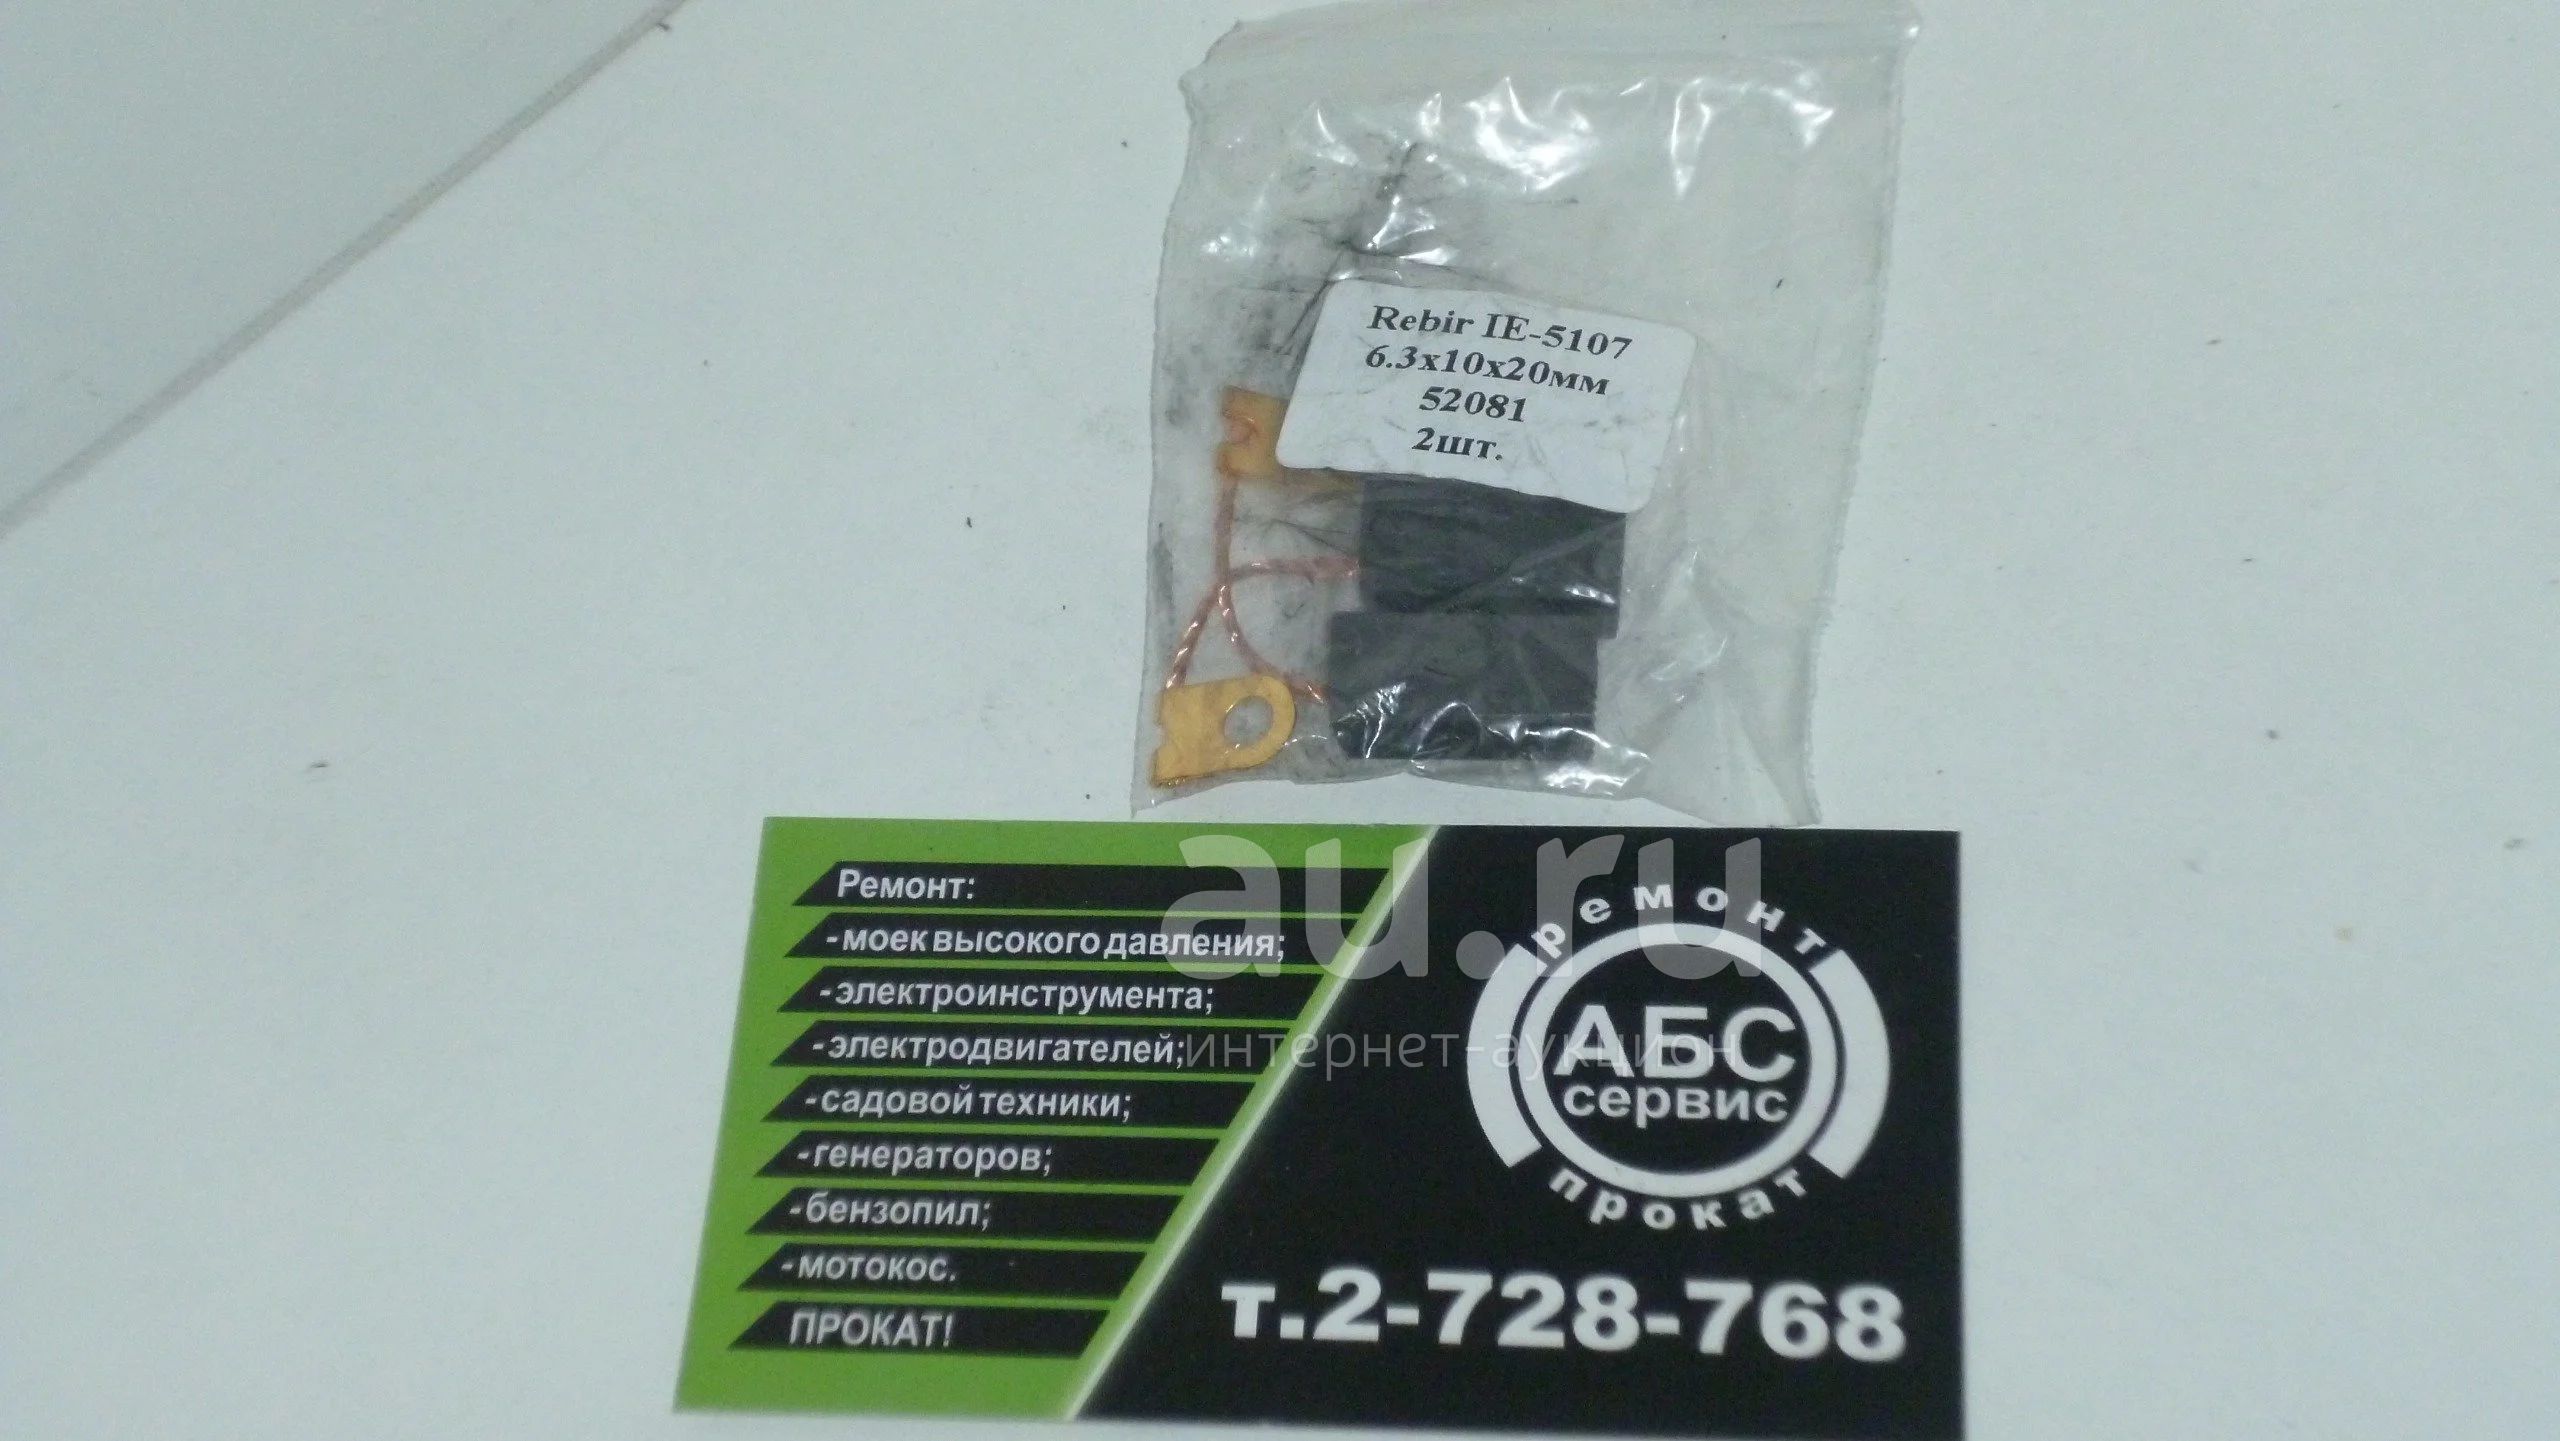 Rebir IE-5107
6.3x10x20мм
52081
2шт.
Ремонт:
-моек высокого давления;
-электроинструмента;
-электродвигателей;
-садовой техники;
-генераторов;
-бензопил;
-мотокос.
ПРОКАТ!
ремонт
АБС
сервис
прокат
т.2-728-768
au.ru
интернет-аукцион